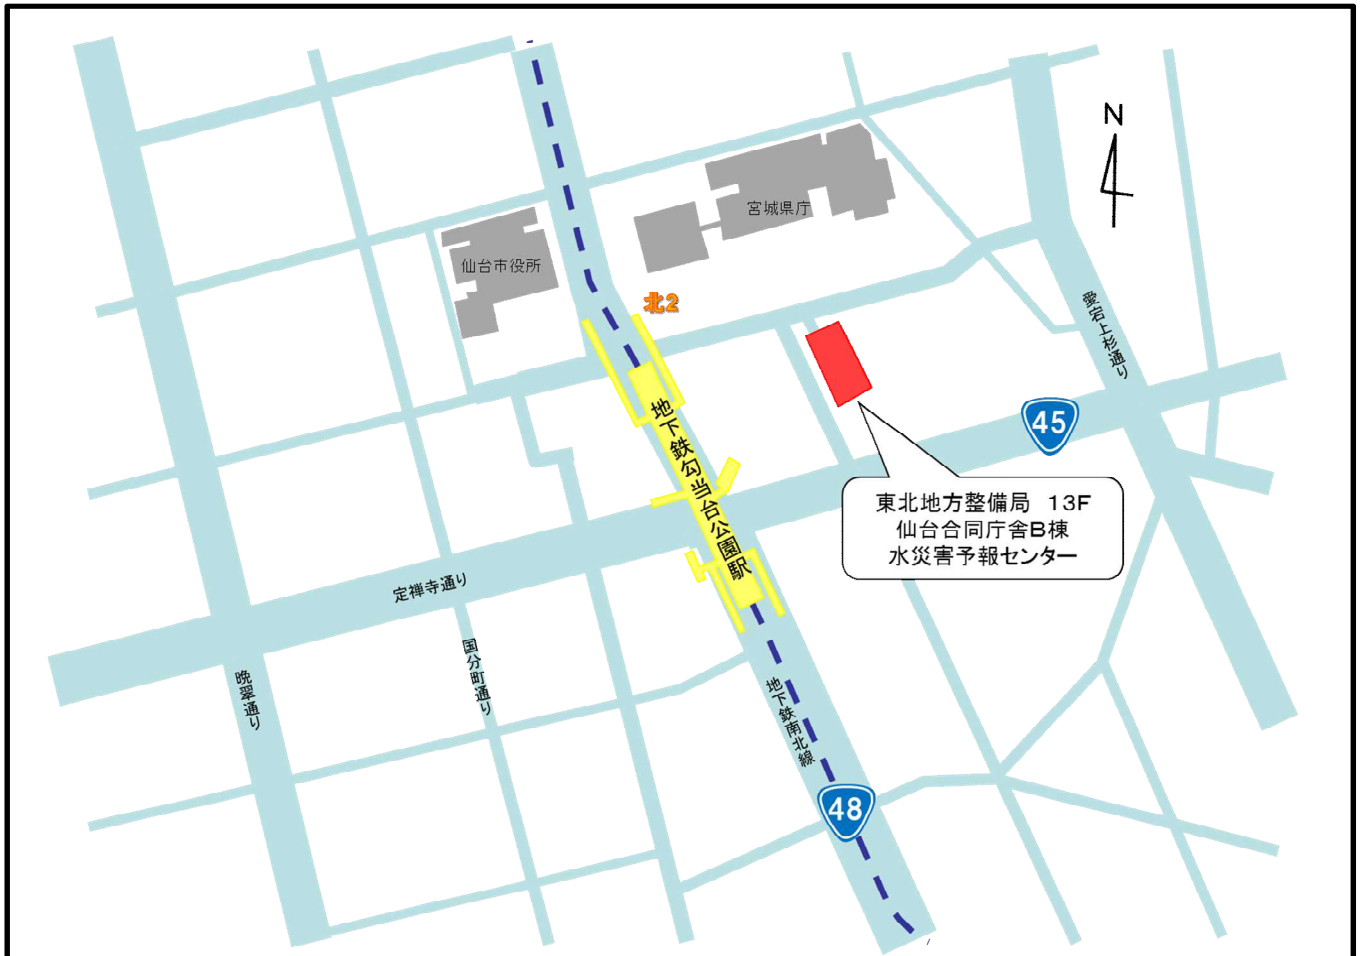 N
宮城県庁
仙台市役所
北2
愛宕上杉通り
地下鉄勾当台公園駅
45
東北地方整備局　13F
仙台合同庁舎B棟
水災害予報センター
定禅寺通り
国分町通り
晩翠通り
地下鉄南北線
48